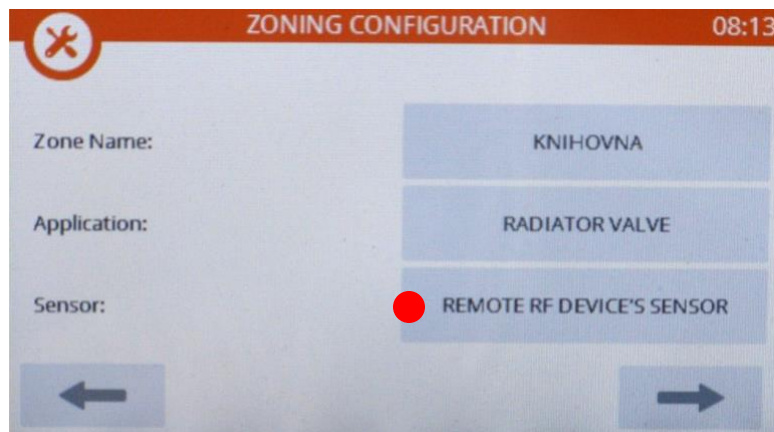 ZONING CONFIGURATION 08:13
Zone Name: KNIHOVNA
Application: RADIATOR VALVE
Sensor: REMOTE RF DEVICE'S SENSOR